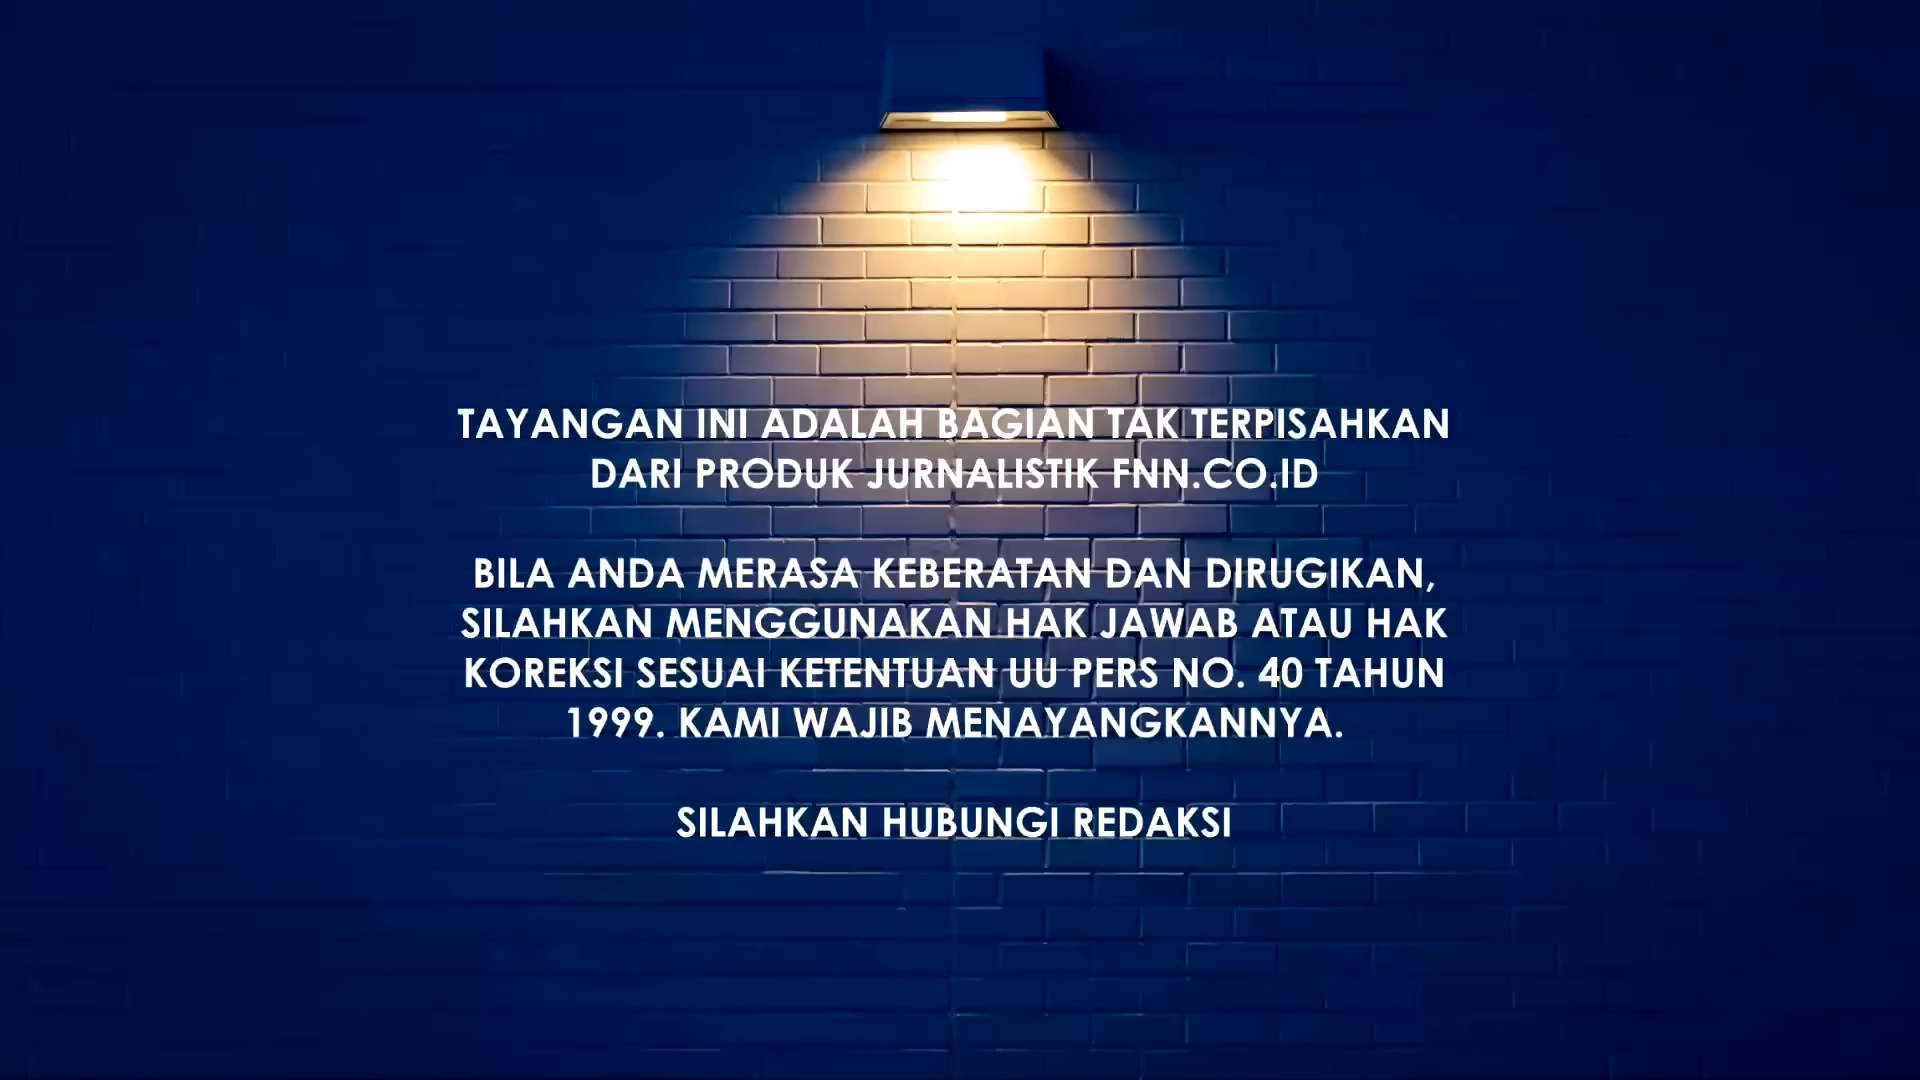 TAYANGAN INI ADALAH BAGIAN TAK TERPISAHKAN
DARI PRODUK JURNALISTIK FNN.CO.ID
BILA ANDA MERASA KEBERATAN DAN DIRUGIKAN,
SILAHKAN MENGGUNAKAN HAK JAWAB ATAU HAK
KOREKSI SESUAI KETENTUAN UU PERS NO. 40 TAHUN
1999. KAMI WAJIB MENAYANGKANNYA.
SILAHKAN HUBUNGI REDAKSI